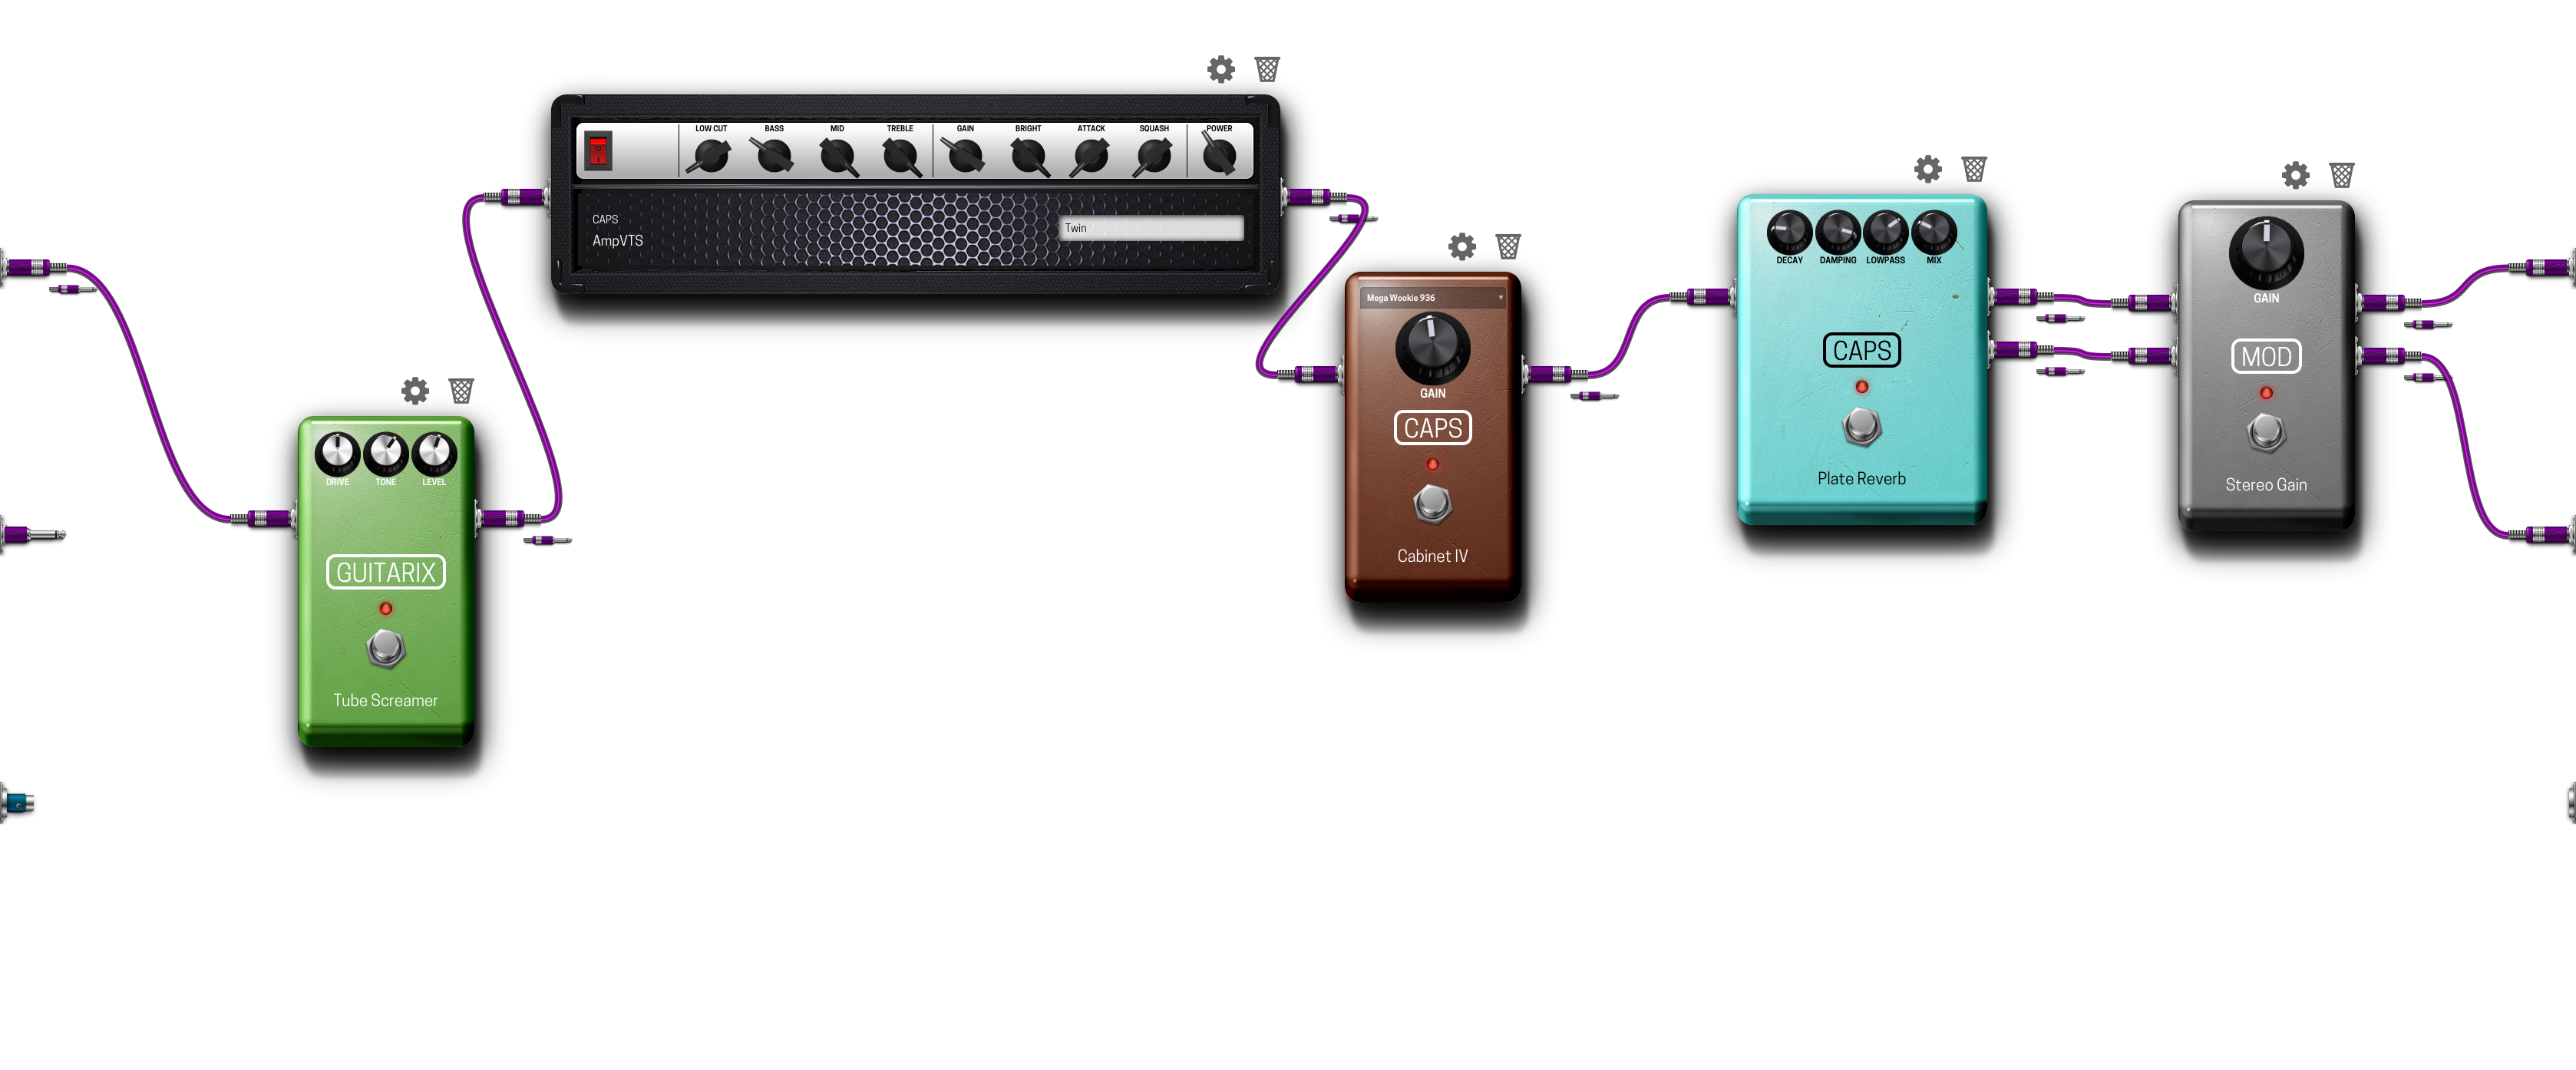 LOW CUT BASS MID TREBLE GAIN BRIGHT ATTACK SQUASH POWER
CAPS
AmpVTS
Twin
DRIVE TONE LEVEL
GUITARIX
Tube Screamer
Mega Wookie 936
GAIN
CAPS
Cabinet IV
DECAY DAMPING LOWPASS MIX
CAPS
Plate Reverb
GAIN
MOD
Stereo Gain